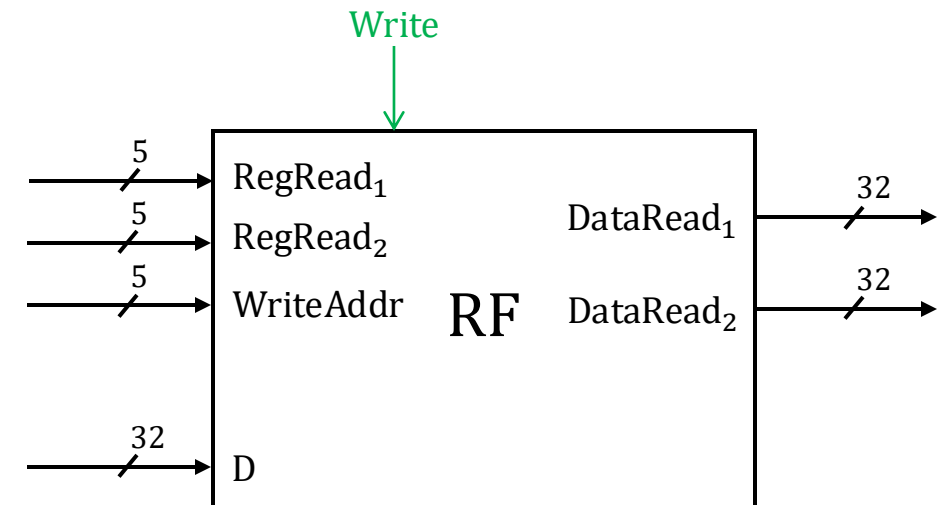 Write
5
RegRead₁
5
RegRead₂
5
WriteAddr
32
D
RF
32
DataRead₁
32
DataRead₂